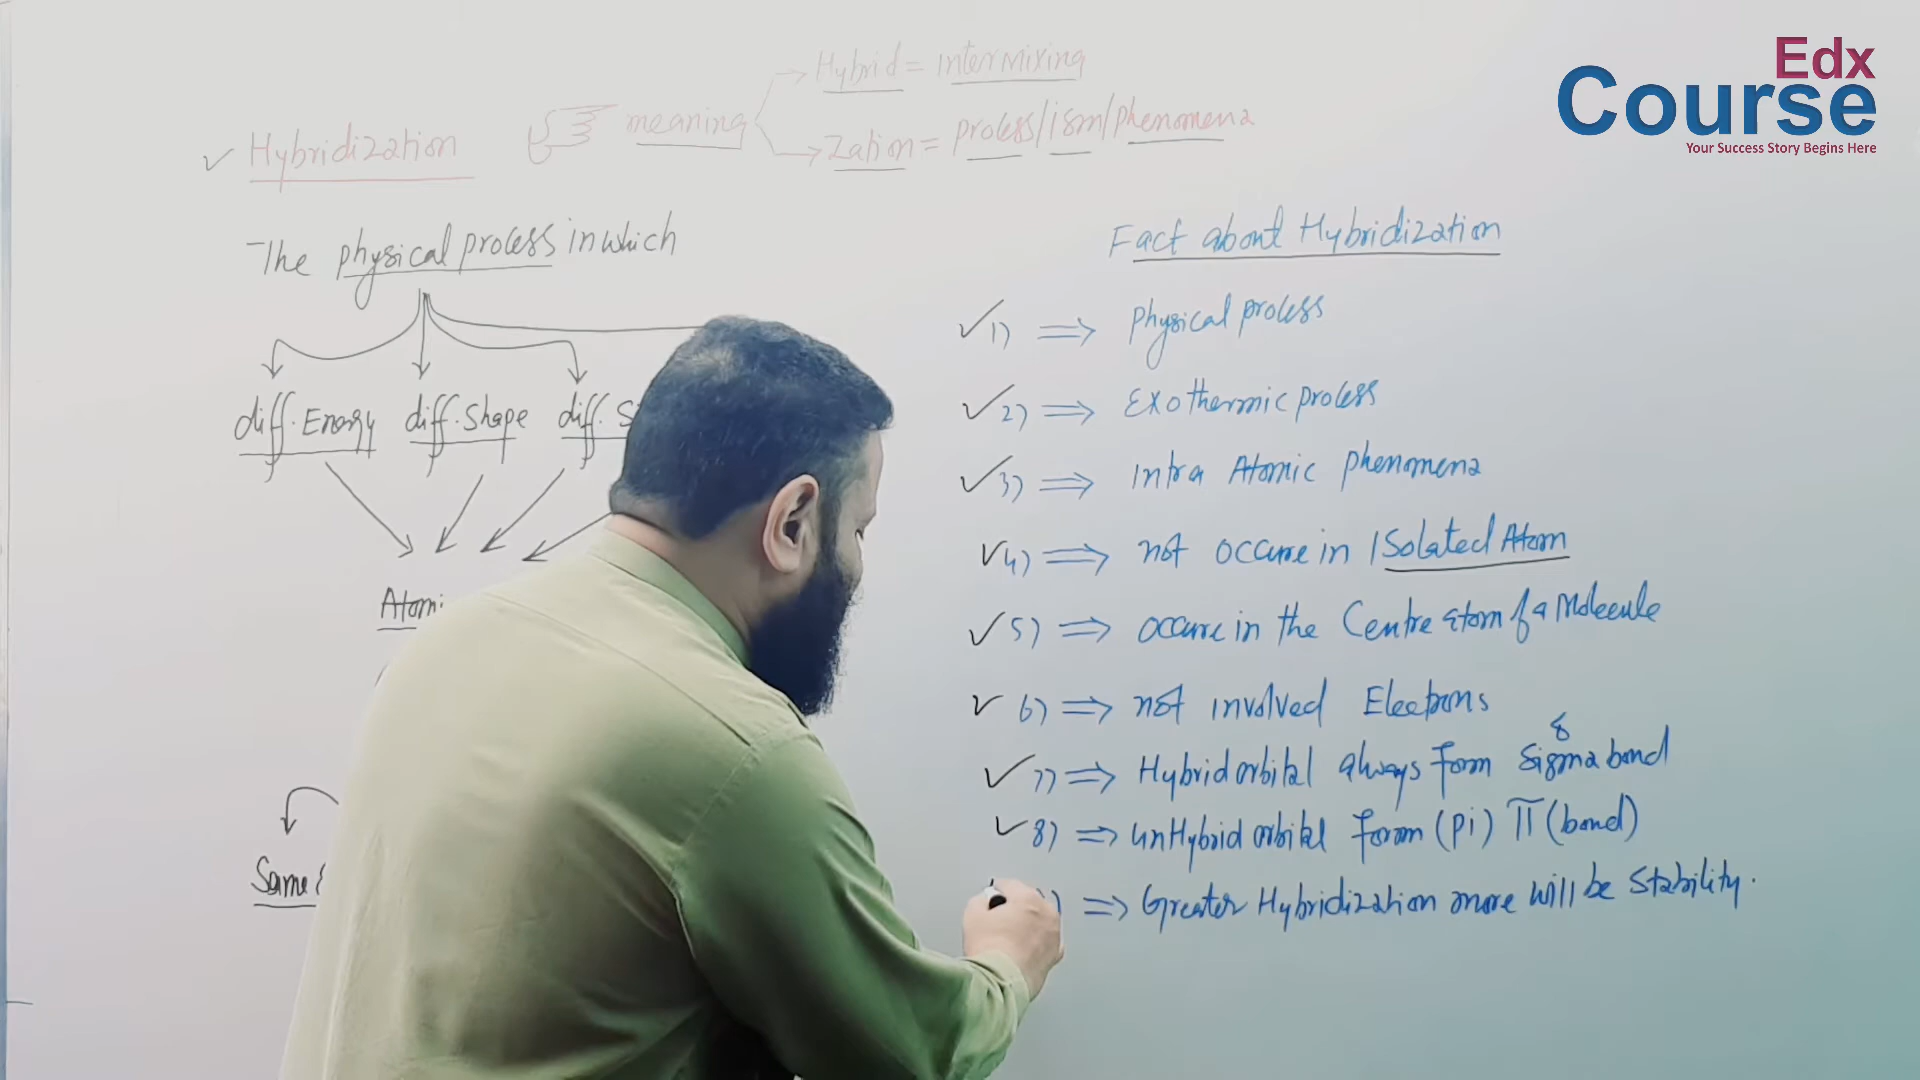 Edx
Course
Your Success Story Begins Here
Hybrid = intermixing
✓ Hybridization meaning
Zation = process/ism/phenomena
The physical process in which
diff. Energy diff. Shape diff. S
Atomi
Same
Fact about Hybridization
✓ 1) ⇒ physical process
✓ 2) ⇒ Exothermic process
✓ 3) ⇒ intra Atomic phenomena
✓ 4) ⇒ not occure in isolated Atom
✓ 5) ⇒ occure in the Centre atom of a Molecule
✓ 6) ⇒ not involved Electrons
✓ 7) ⇒ Hybrid orbital always form Sigma bond
✓ 8) ⇒ unHybrid orbital form (pi) π (bond)
) ⇒ Greater Hybridization more will be stability.